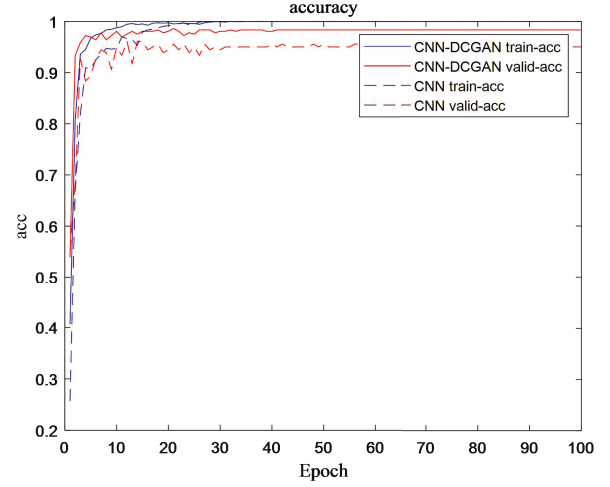 accuracy
1
0.9
0.8
0.7
0.6
0.5
0.4
0.3
0.2
acc
CNN-DCGAN train-acc
CNN-DCGAN valid-acc
CNN train-acc
CNN valid-acc
0 10 20 30 40 50 60 70 80 90 100
Epoch